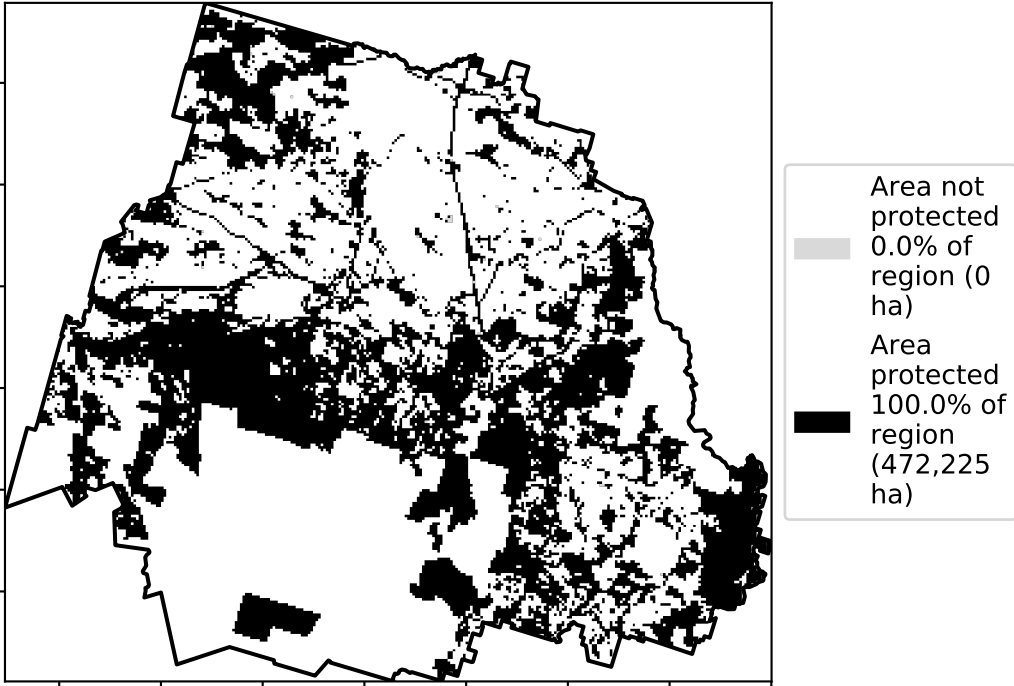 Area not
protected
0.0% of
region (0
ha)
Area
protected
100.0% of
region
(472,225
ha)